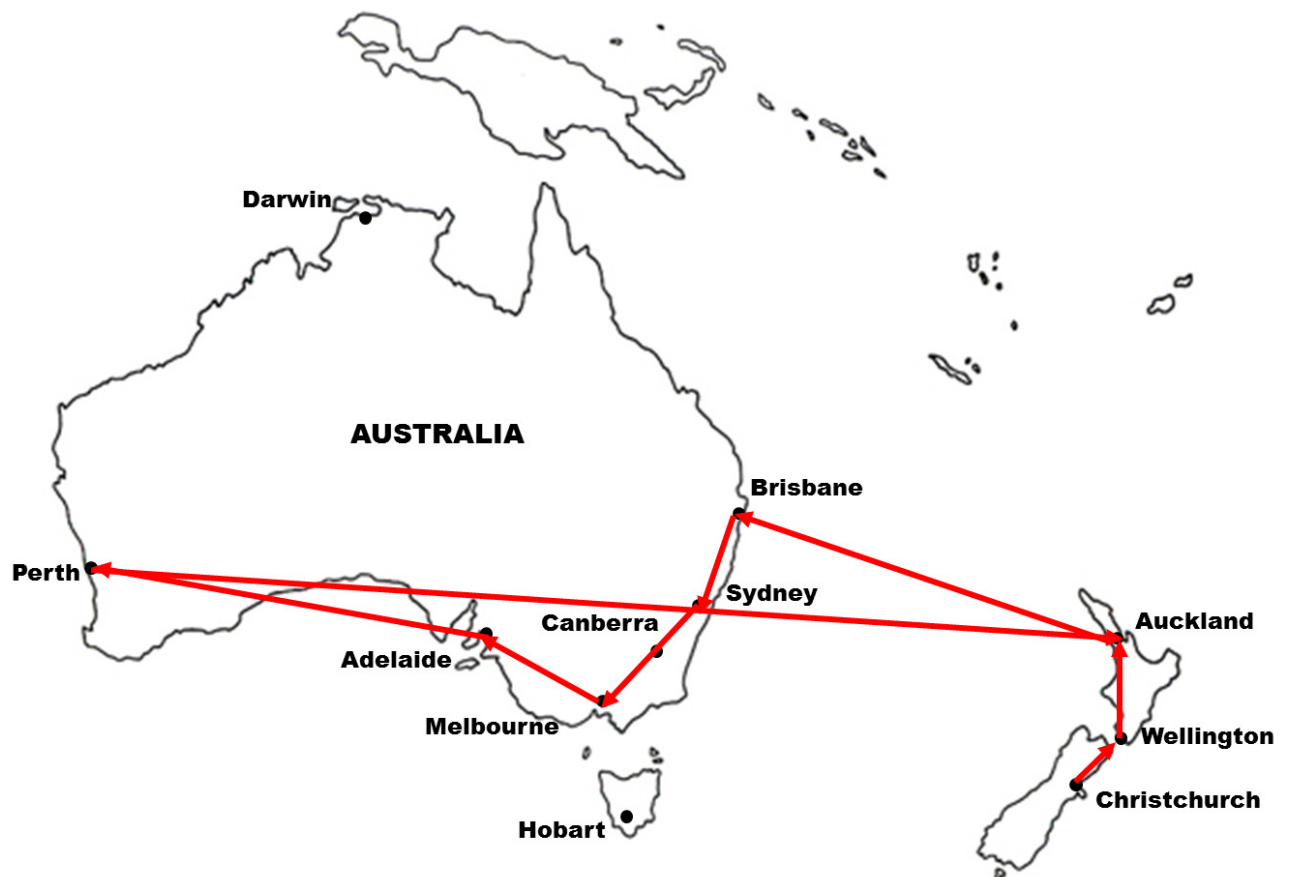 Darwin
AUSTRALIA
Brisbane
Perth
Sydney
Canberra
Auckland
Adelaide
Melbourne
Wellington
Christchurch
Hobart